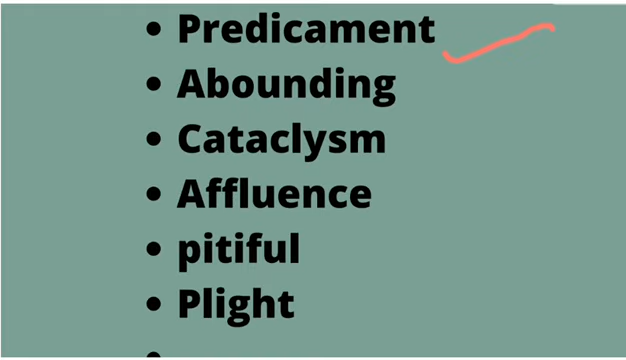 • Predicament
• Abounding
• Cataclysm
• Affluence
• pitiful
• Plight
•